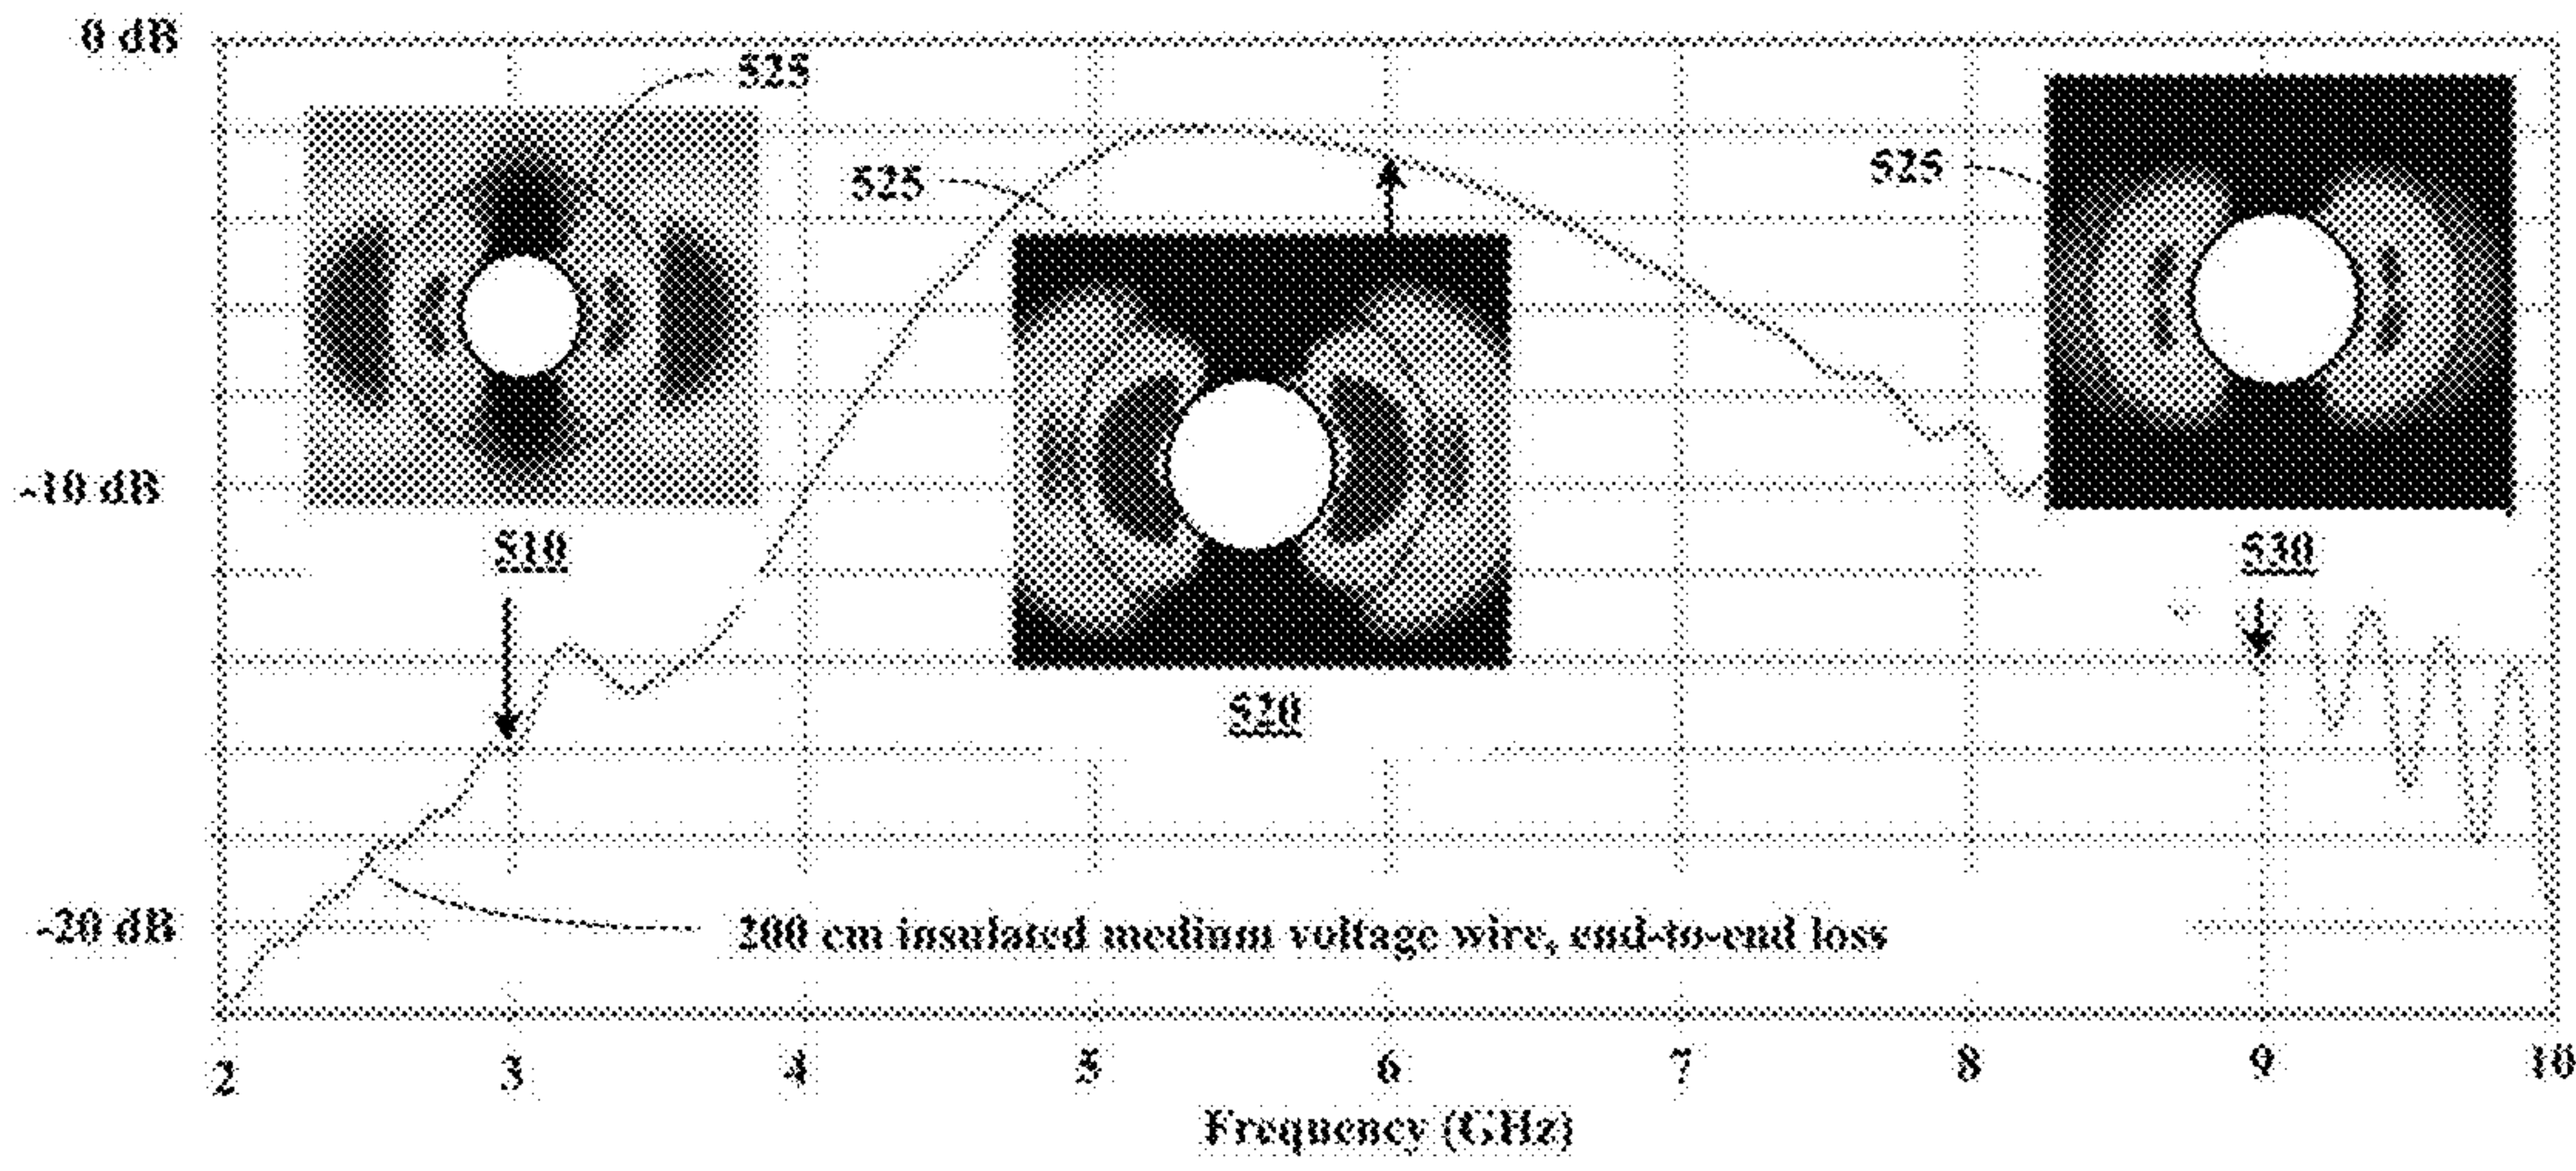 0 dB
525
525
525
-10 dB
510
530
520
-20 dB
200 cm insulated medium voltage wire, end-to-end loss
2 3 4 5 6 7 8 9 10
Frequency (GHz)